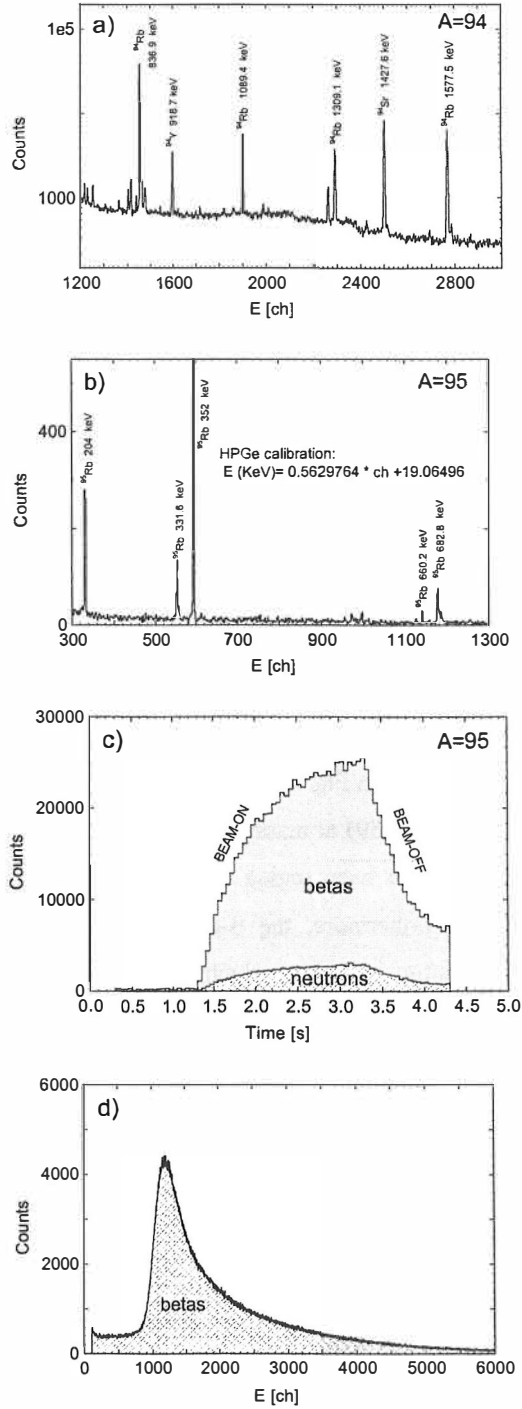 a)
A=94
1e5
1000
Counts
⁹⁴Rb
836.9 keV
⁹⁴Y 918.7 keV
⁹⁴Rb 1089.4 keV
⁹⁴Rb 1309.1 keV
⁹⁴Sr 1427.6 keV
⁹⁴Rb 1577.5 keV
1200 1600 2000 2400 2800
E [ch]
b)
A=95
400
0
Counts
⁹⁵Rb 204 keV
⁹⁵Rb 331.6 keV
⁹⁵Rb 352 keV
HPGe calibration:
E (KeV)= 0.5629764 * ch +19.06496
⁹⁵Rb 660.2 keV
⁹⁵Rb 682.8 keV
300 500 700 900 1100 1300
E [ch]
c)
A=95
30000
20000
10000
0
Counts
BEAM-ON
BEAM-OFF
betas
neutrons
0.0 0.5 1.0 1.5 2.0 2.5 3.0 3.5 4.0 4.5 5.0
Time [s]
d)
6000
4000
2000
0
Counts
betas
0 1000 2000 3000 4000 5000 6000
E [ch]